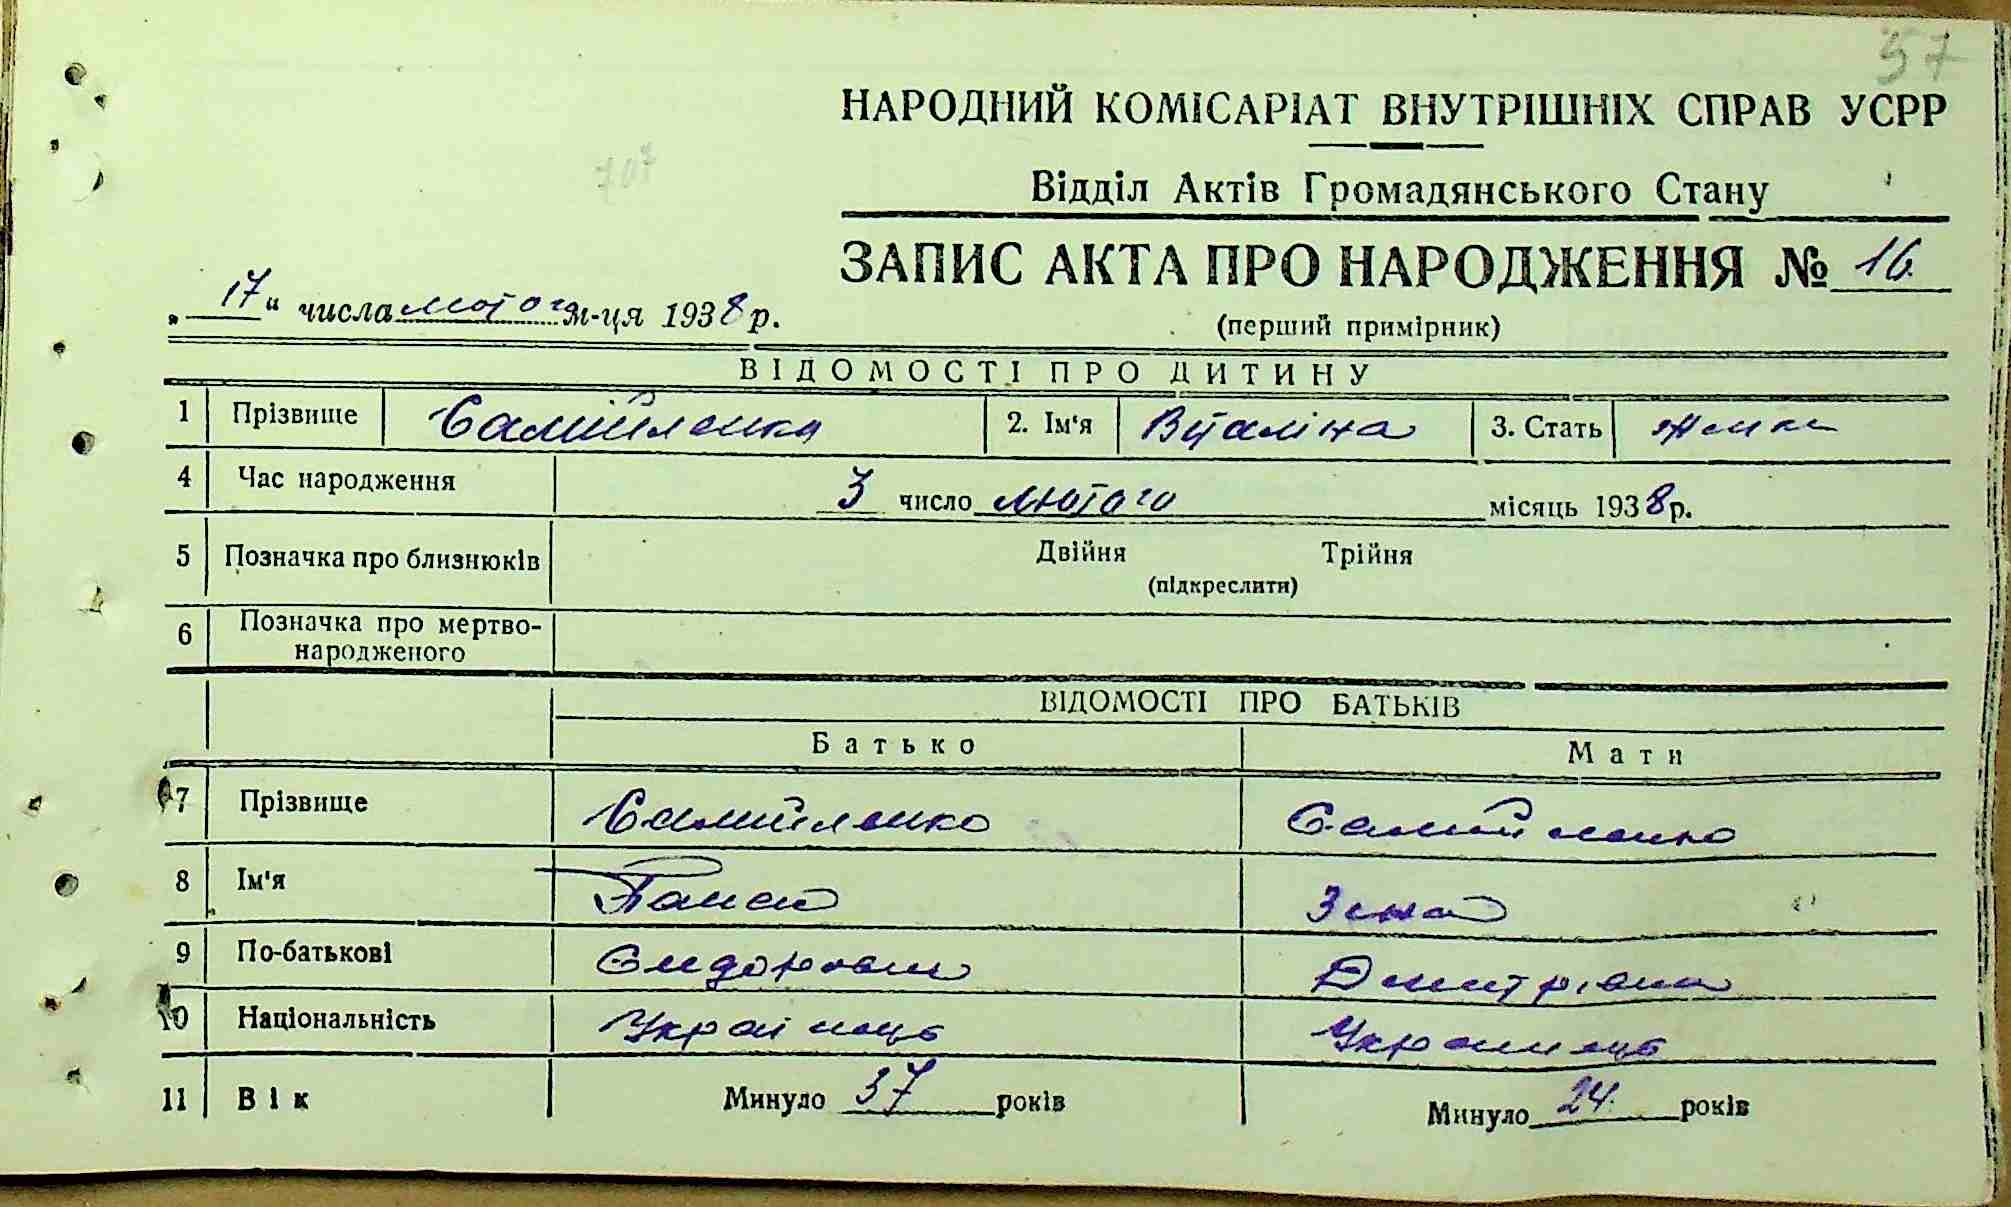 57
НАРОДНИЙ КОМІСАРІАТ ВНУТРІШНІХ СПРАВ УСРР
707
Відділ Актів Громадянського Стану
ЗАПИС АКТА ПРО НАРОДЖЕННЯ № 16
„17" числа лютого м-ця 1938 р.
(перший примірник)
ВІДОМОСТІ ПРО ДИТИНУ
1 Прізвище Самійленко 2. Ім'я Віталіна 3. Стать
4 Час народження 3 число лютого місяць 1938 р.
5 Позначка про близнюків Двійня Трійня
(підкреслити)
6 Позначка про мертво-
народженого
ВІДОМОСТІ ПРО БАТЬКІВ
Батько Мати
7 Прізвище Самійленко Самійленко
8 Ім'я Панас
9 По-батькові Сидорович Дмитрівна
10 Національність Українець Українець
11 Вік Минуло 37 років Минуло 24 років